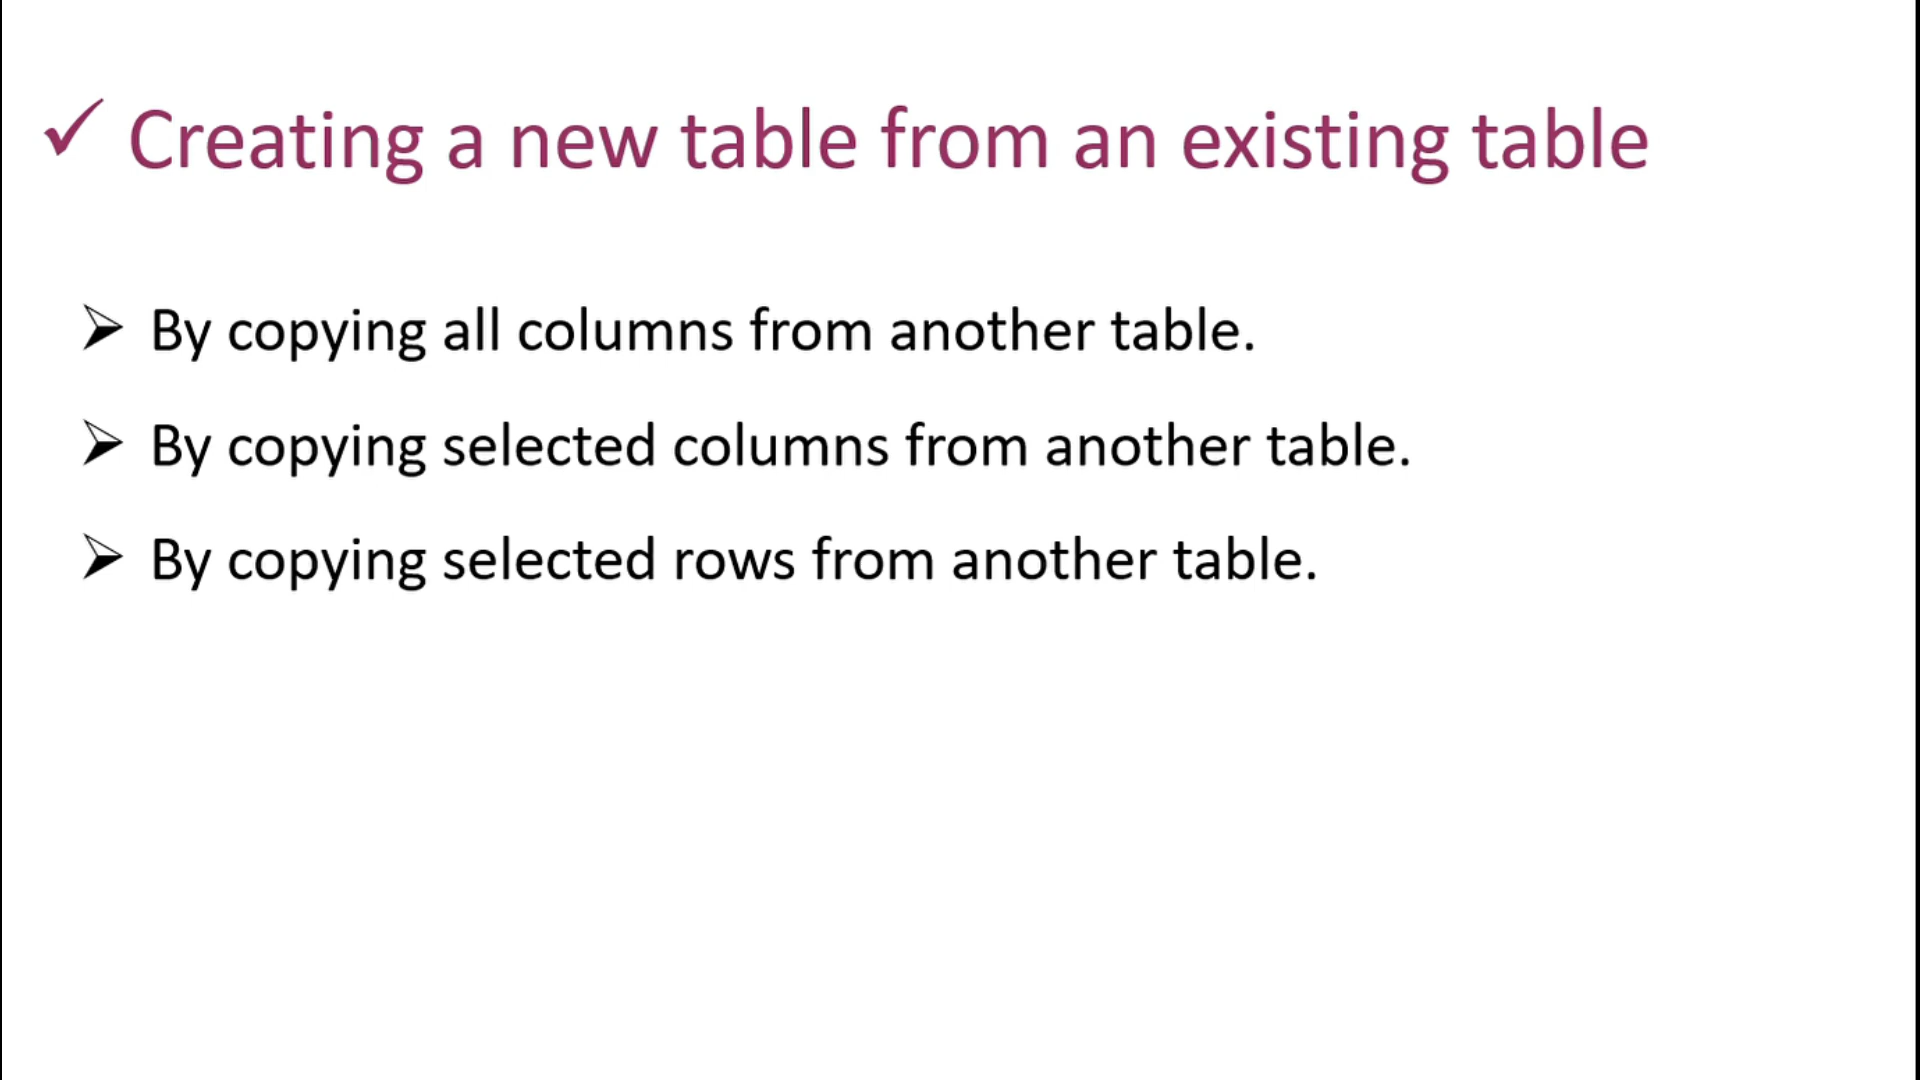 ✓ Creating a new table from an existing table
➢ By copying all columns from another table.
➢ By copying selected columns from another table.
➢ By copying selected rows from another table.